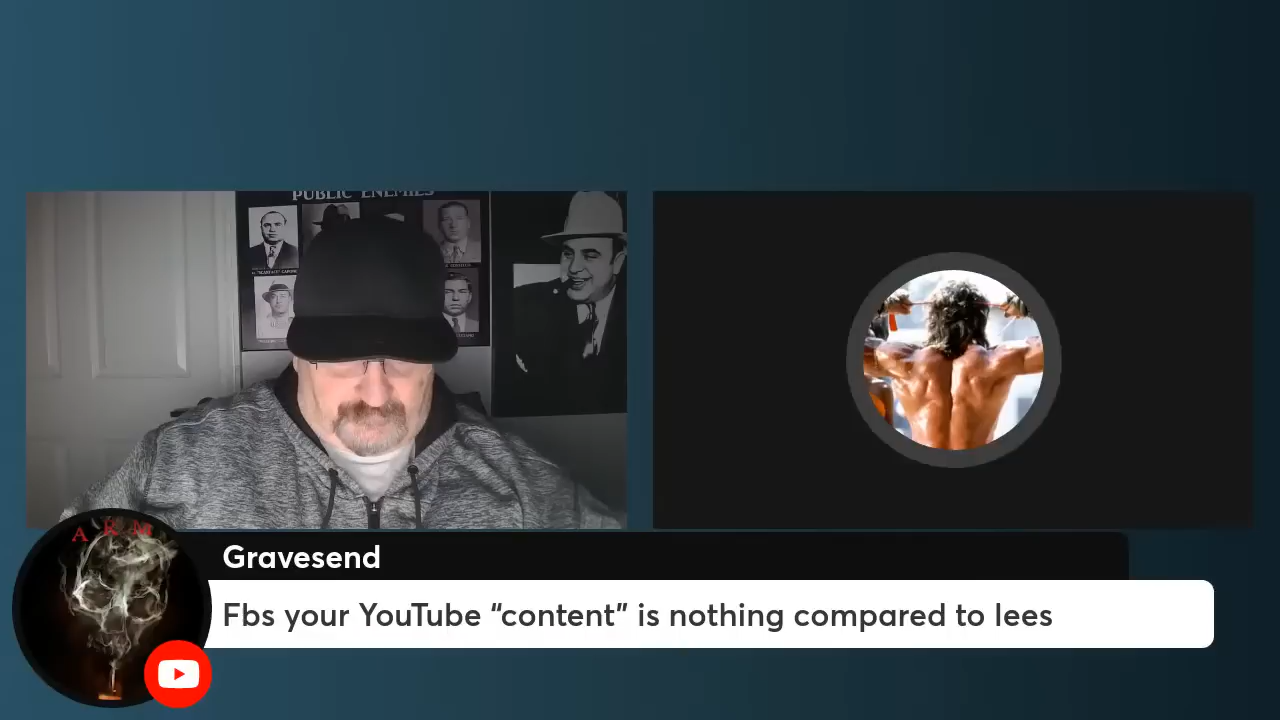 PUBLIC ENEMIES
A R M
Gravesend
Fbs your YouTube “content” is nothing compared to lees